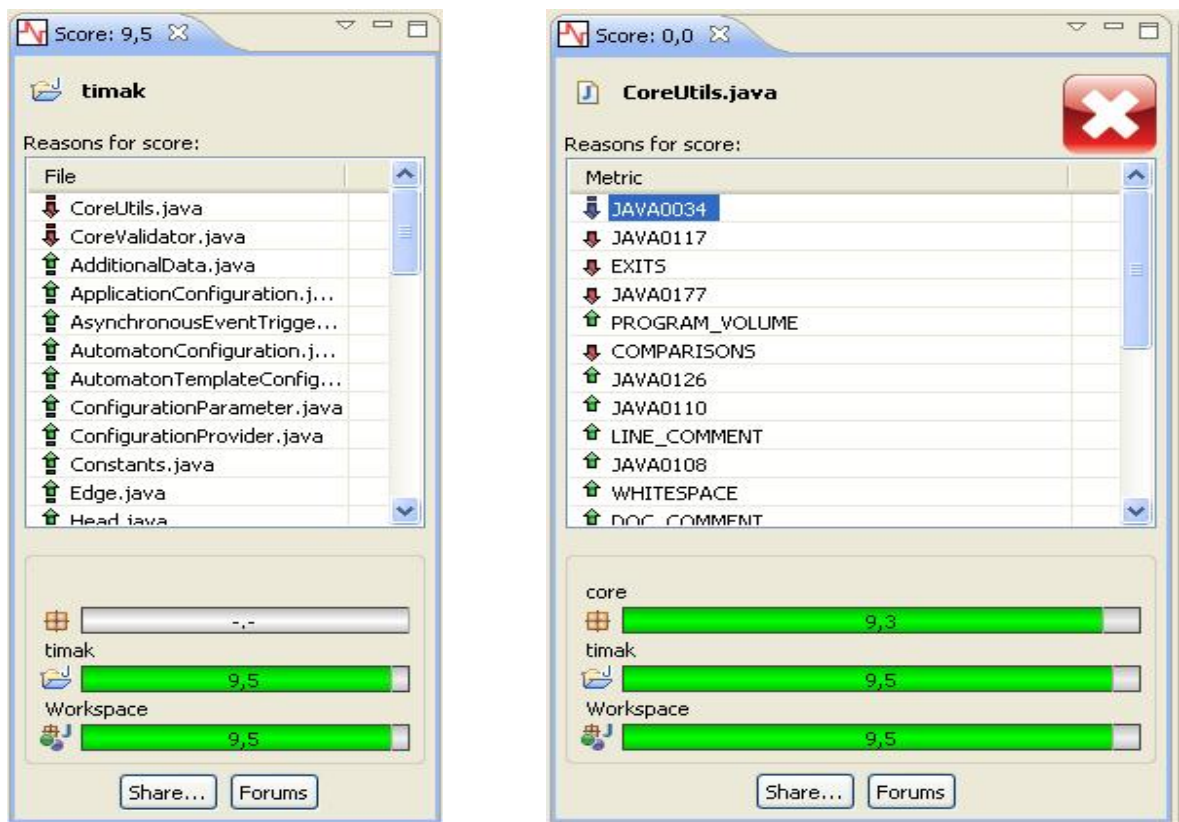 Score: 9,5
timak
Reasons for score:
File
CoreUtils.java
CoreValidator.java
AdditionalData.java
ApplicationConfiguration.j...
AsynchronousEventTrigge...
AutomatonConfiguration.j...
AutomatonTemplateConfig...
ConfigurationParameter.java
ConfigurationProvider.java
Constants.java
Edge.java
Head.java
-,-
timak
9,5
Workspace
9,5
Share... Forums
Score: 0,0
CoreUtils.java
Reasons for score:
Metric
JAVA0034
JAVA0117
EXITS
JAVA0177
PROGRAM_VOLUME
COMPARISONS
JAVA0126
JAVA0110
LINE_COMMENT
JAVA0108
WHITESPACE
DOC_COMMENT
core
9,3
timak
9,5
Workspace
9,5
Share... Forums